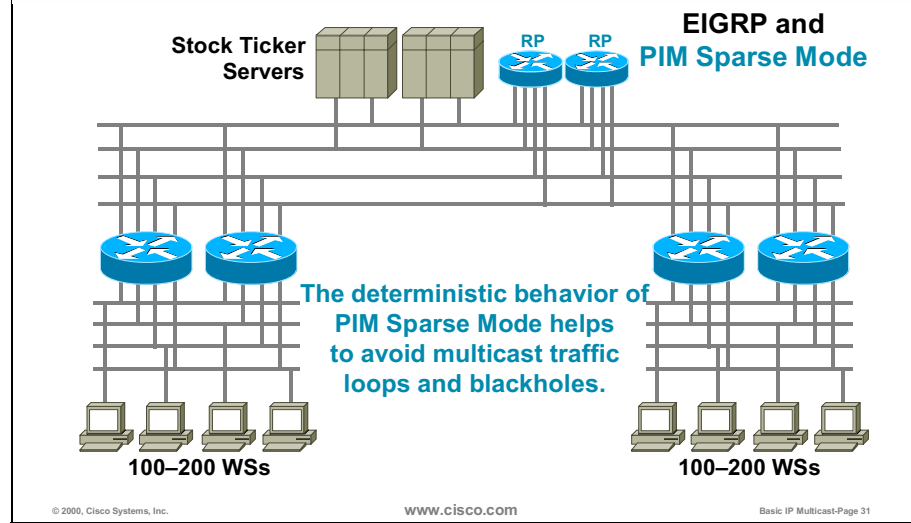 EIGRP and
PIM Sparse Mode
Stock Ticker
Servers
RP
RP
The deterministic behavior of
PIM Sparse Mode helps
to avoid multicast traffic
loops and blackholes.
100–200 WSs
100–200 WSs
© 2000, Cisco Systems, Inc.
www.cisco.com
Basic IP Multicast-Page 31